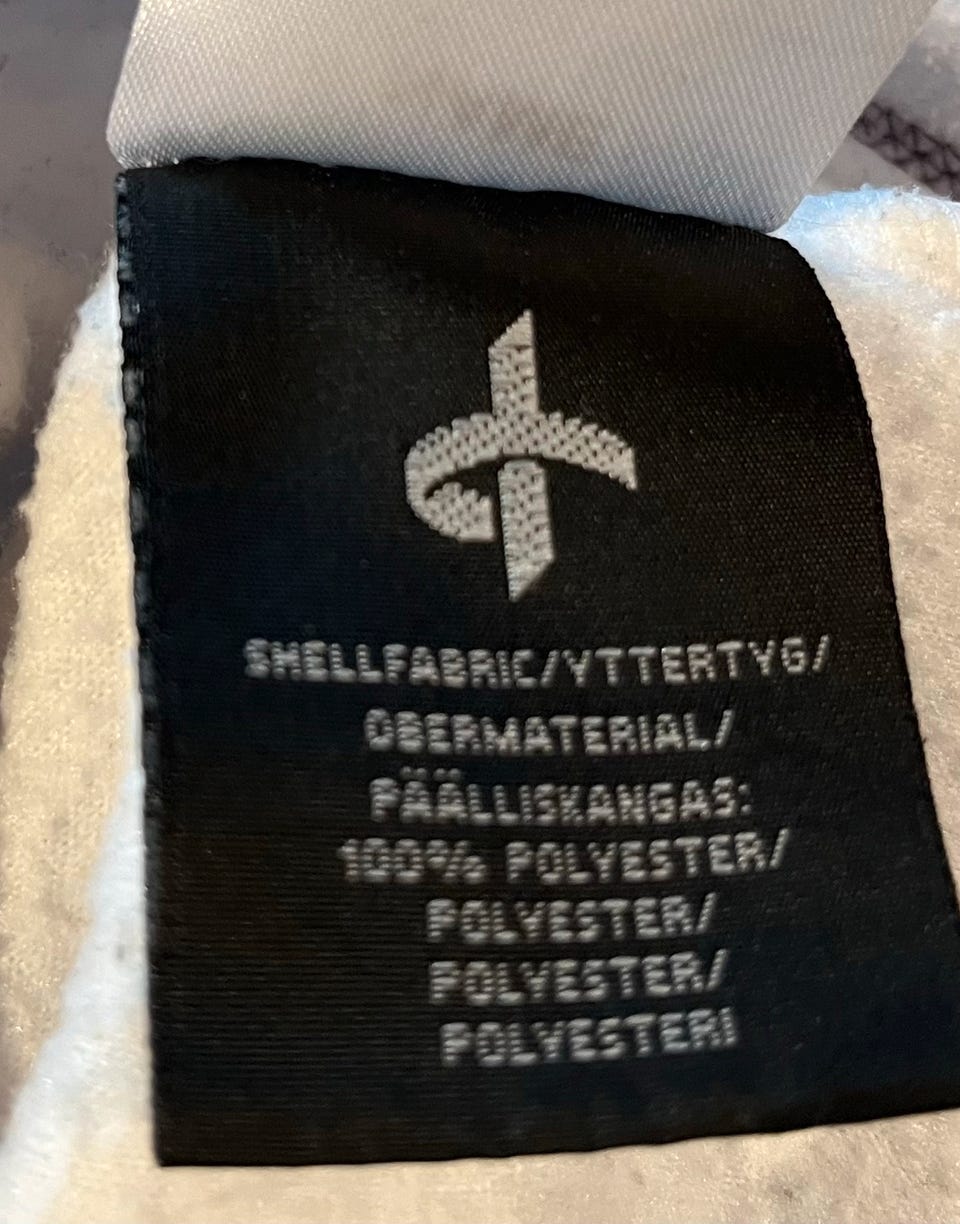 SHELLFABRIC/YTTERTYG/
OBERMATERIAL/
PÄÄLLISKANGAS:
100% POLYESTER/
POLYESTER/
POLYESTER/
POLYESTERI